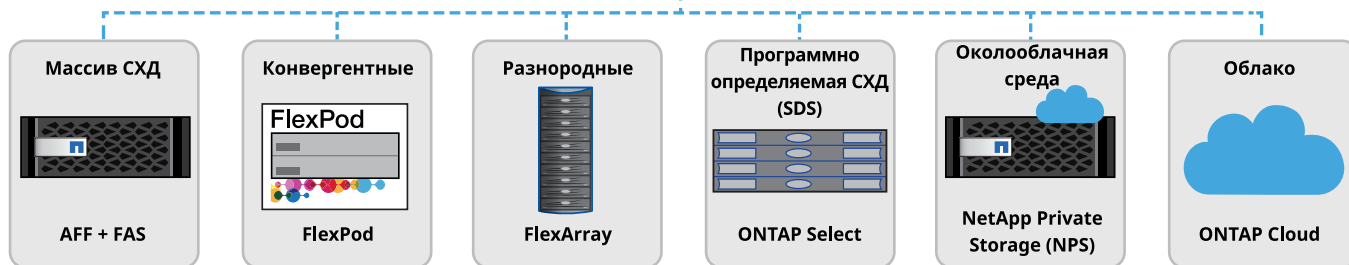 Массив СХД
AFF + FAS
Конвергентные
FlexPod
FlexPod
Разнородные
FlexArray
Программно
определяемая СХД
(SDS)
ONTAP Select
Околооблачная
среда
NetApp Private
Storage (NPS)
Облако
ONTAP Cloud